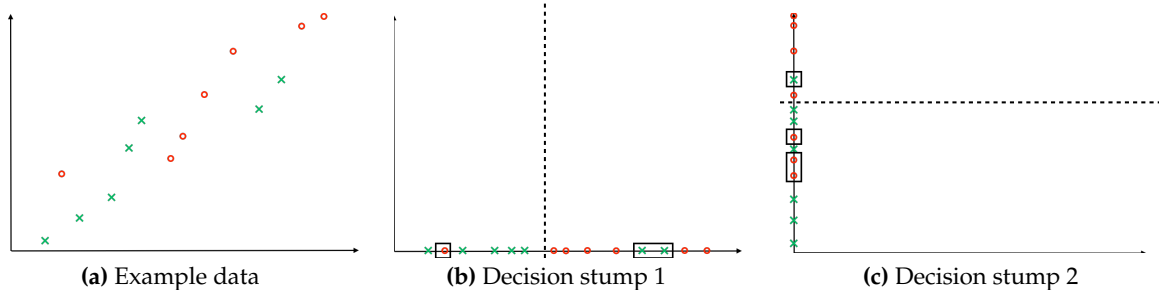 (a) Example data
(b) Decision stump 1
(c) Decision stump 2